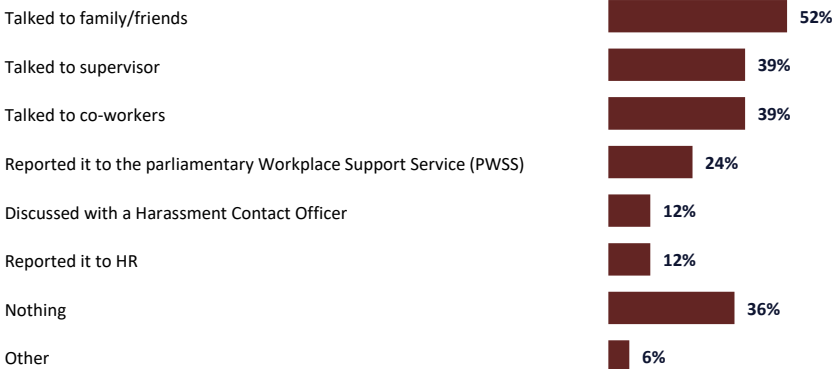 Talked to family/friends 52%
Talked to supervisor 39%
Talked to co-workers 39%
Reported it to the parliamentary Workplace Support Service (PWSS) 24%
Discussed with a Harassment Contact Officer 12%
Reported it to HR 12%
Nothing 36%
Other 6%